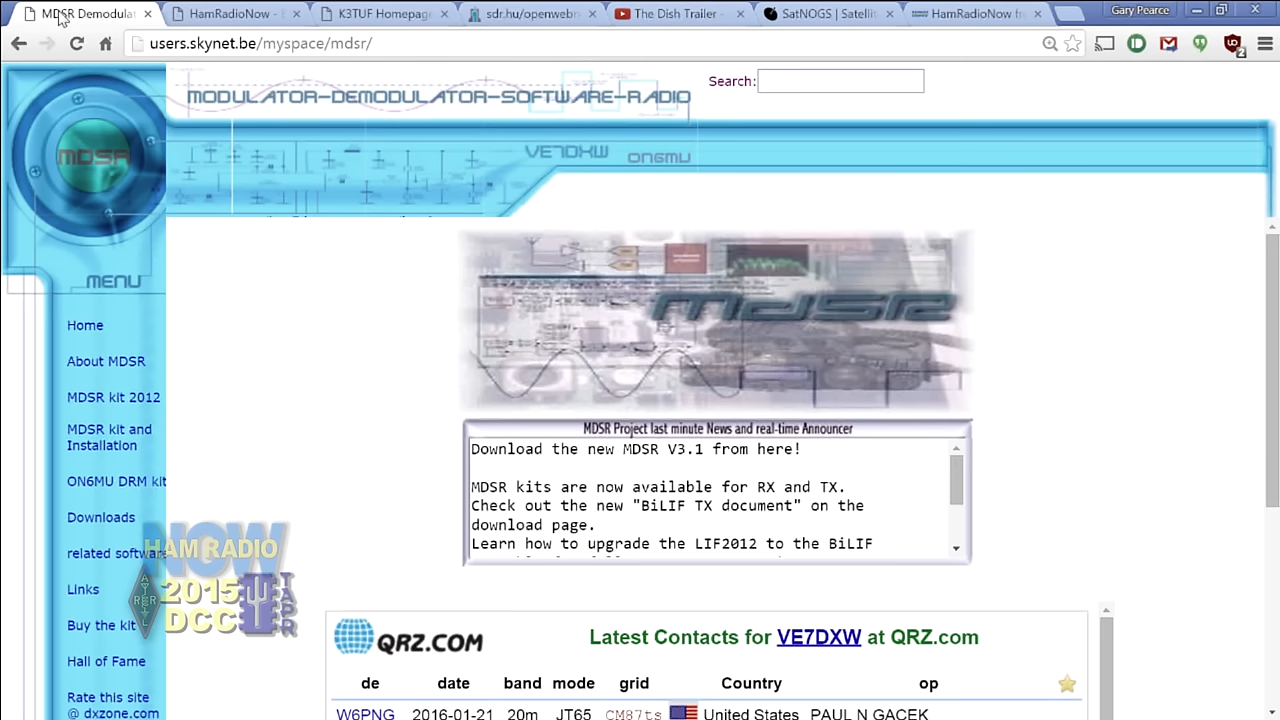 MDSR Demodulat
HamRadioNow -
K3TUF Homepage
sdr.hu/openweb
The Dish Trailer -
SatNOGS | Satellit
HamRadioNow fr
Gary Pearce
users.skynet.be/myspace/mdsr/
2
MODULATOR-DEMODULATOR-SOFTWARE-RADIO
Search:
MDSR
VE7DXW ON6MU
MENU
mdsr
Home
About MDSR
MDSR kit 2012
MDSR kit and
Installation
ON6MU DRM kit
Downloads
related software
Links
Buy the kit
Hall of Fame
Rate this site
@ dxzone.com
MDSR Project last minute News and real-time Announcer
Download the new MDSR V3.1 from here!
MDSR kits are now available for RX and TX.
Check out the new "BiLIF TX document" on the
download page.
Learn how to upgrade the LIF2012 to the BiLIF
HAM RADIO
NOW
2015
DCC
TAPR
ARRL
QRZ.COM
Latest Contacts for VE7DXW at QRZ.com
de date band mode grid Country op
W6PNG 2016-01-21 20m JT65 CM87ts United States PAUL N GACEK